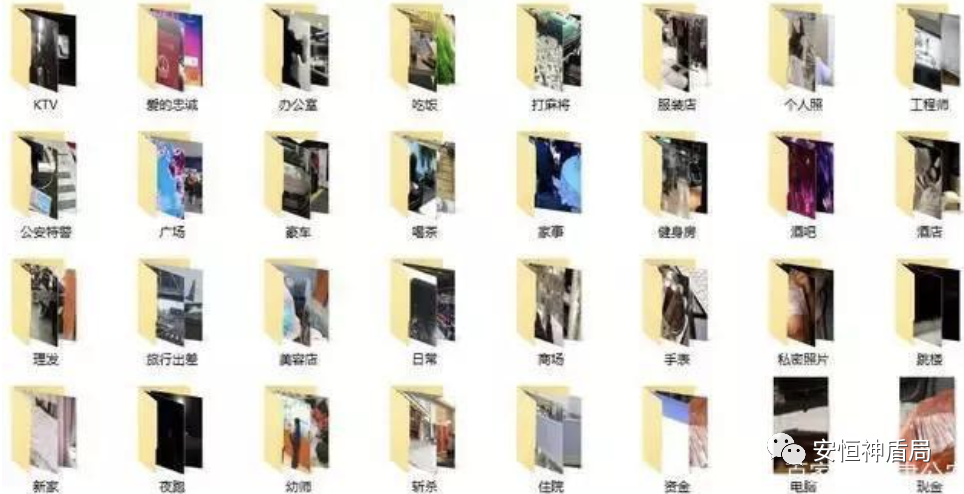 KTV
爱的忠诚
办公室
吃饭
打麻将
服装店
个人照
工程师
公安特警
广场
豪车
喝茶
家事
健身房
酒吧
酒店
理发
旅行出差
美容店
日常
商场
手表
私密照片
跳楼
新家
夜跑
幼师
斩杀
住院
资金
电脑
现金
安恒神盾局